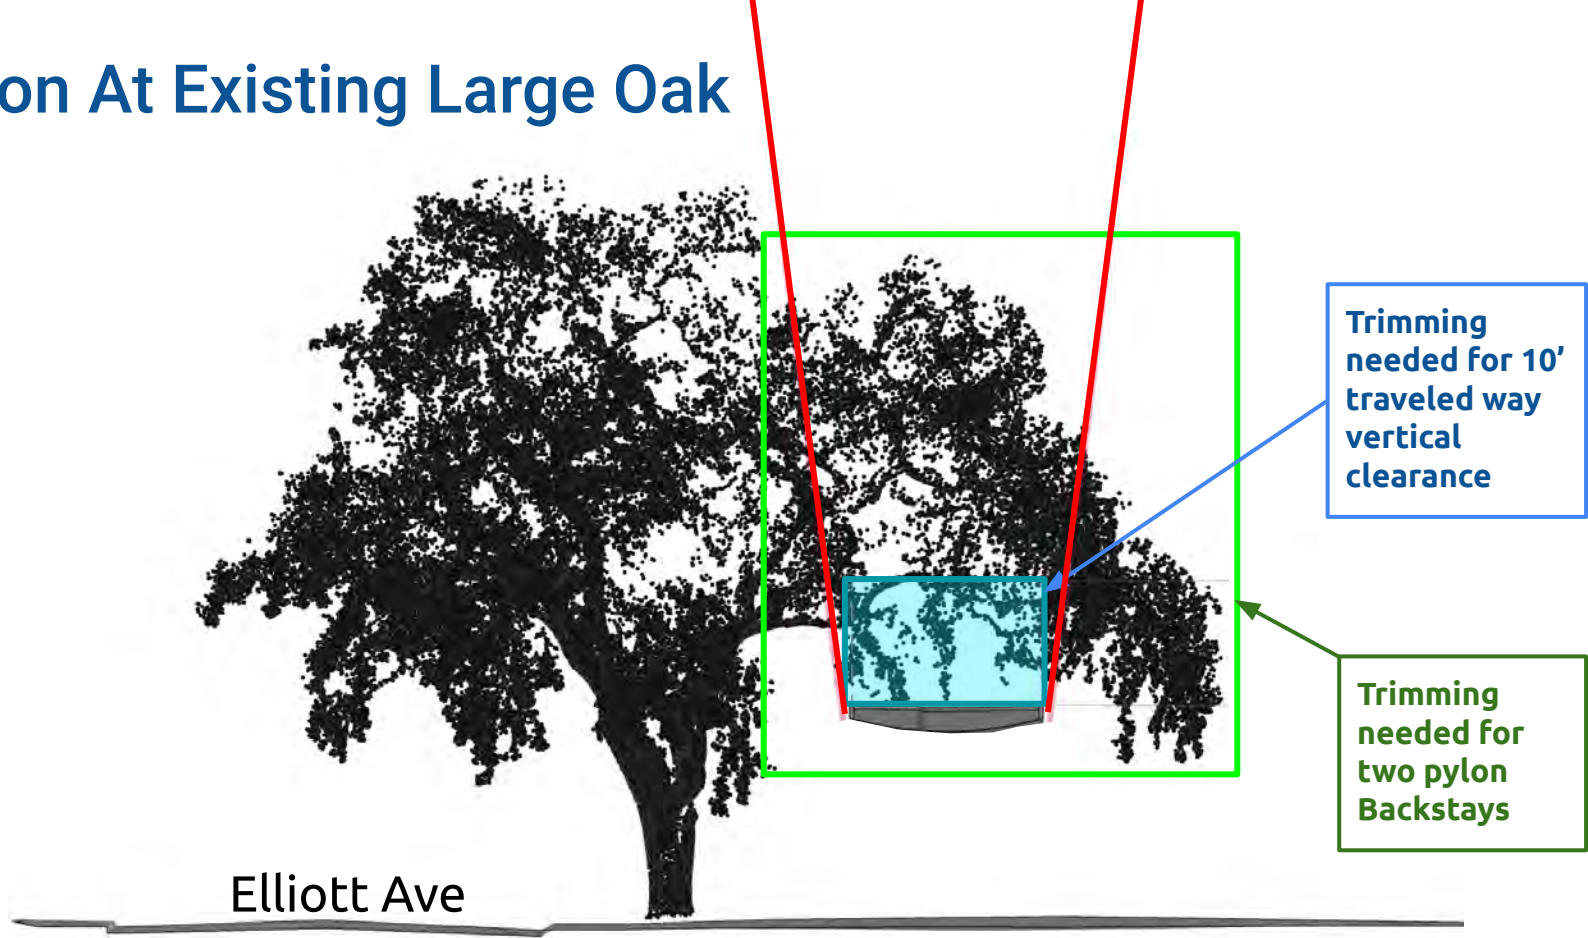 on At Existing Large Oak
Trimming
needed for 10’
traveled way
vertical
clearance
Trimming
needed for
two pylon
Backstays
Elliott Ave